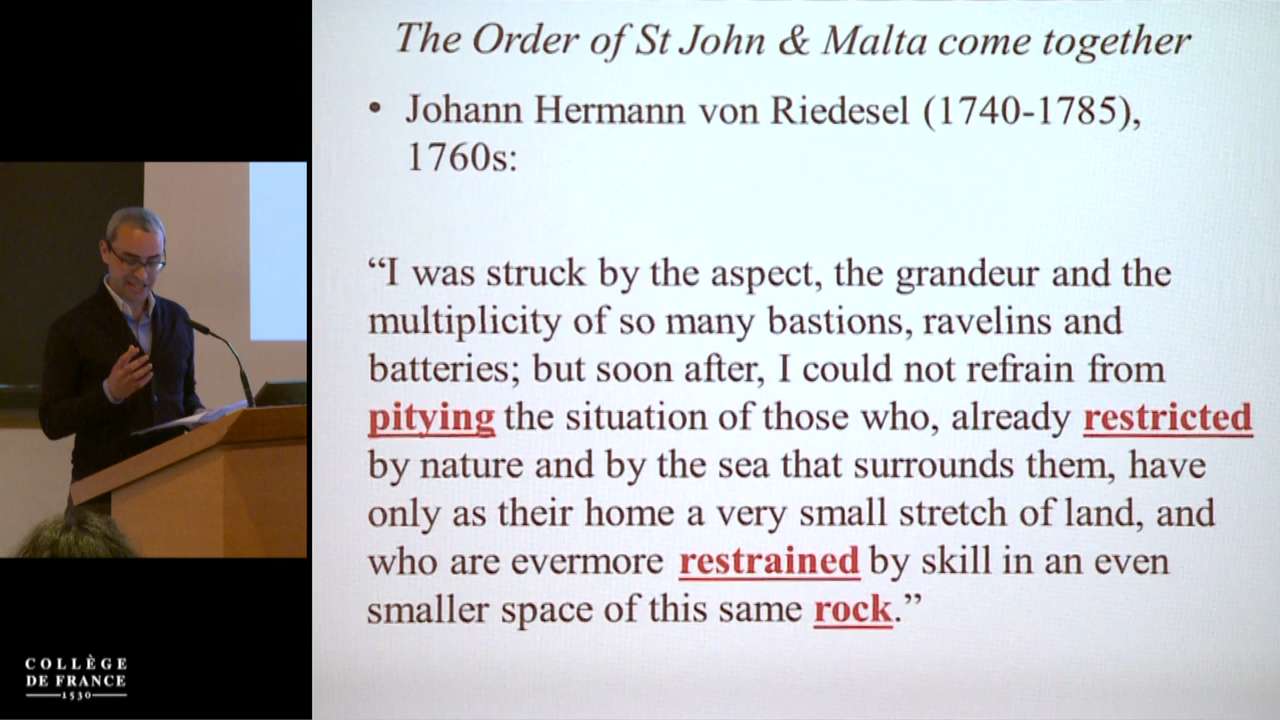 The Order of St John & Malta come together
• Johann Hermann von Riedesel (1740-1785),
1760s:
“I was struck by the aspect, the grandeur and the
multiplicity of so many bastions, ravelins and
batteries; but soon after, I could not refrain from
pitying the situation of those who, already restricted
by nature and by the sea that surrounds them, have
only as their home a very small stretch of land, and
who are evermore restrained by skill in an even
smaller space of this same rock.”
COLLÈGE
DE FRANCE
1530